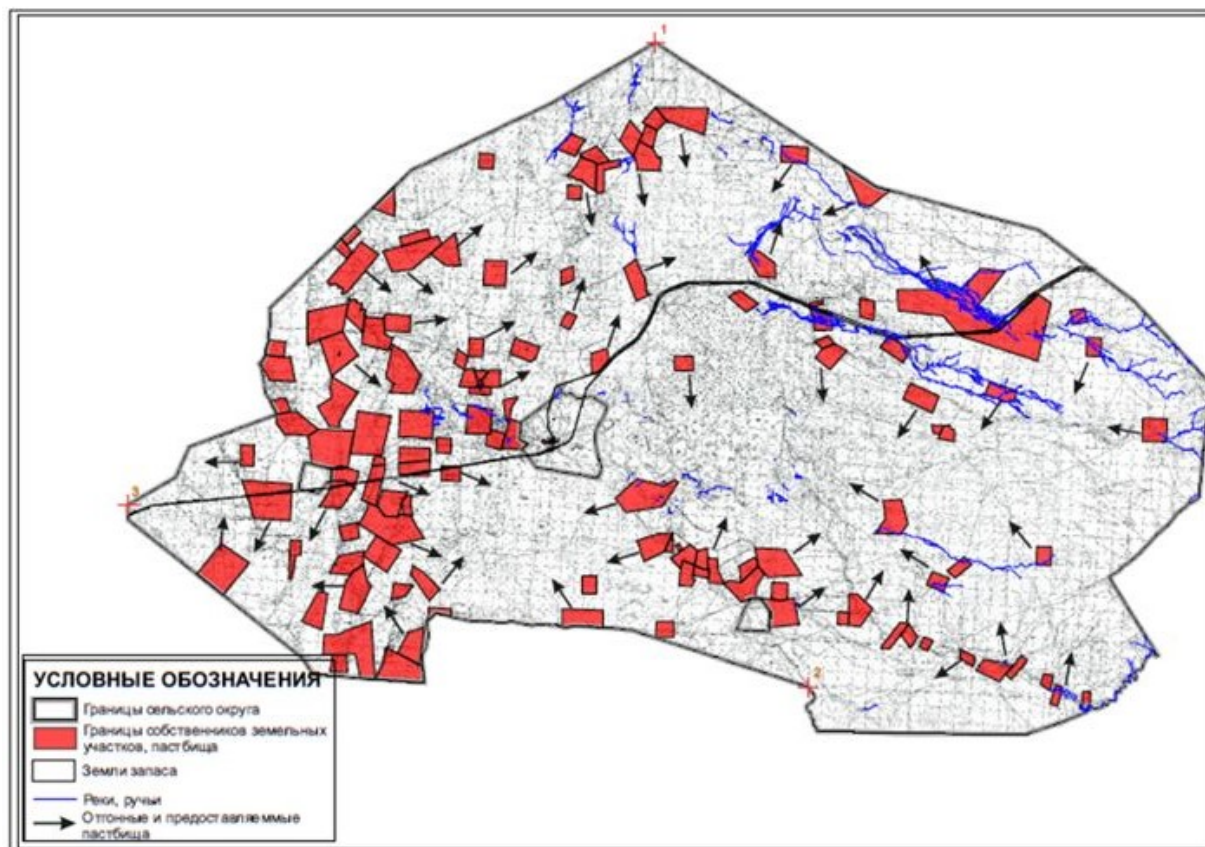 1
3
2
УСЛОВНЫЕ ОБОЗНАЧЕНИЯ
Границы сельского округа
Границы собственников земельных
участков, пастбища
Земли запаса
Реки, ручьи
Отгонные и предоставляеммые
пастбища